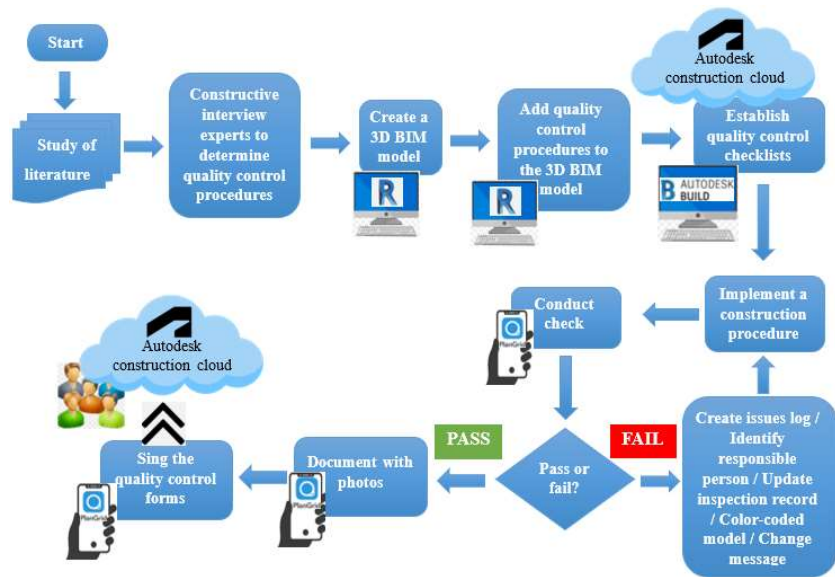 Start
Study of
literature
Constructive
interview
experts to
determine
quality control
procedures
Create a
3D BIM
model
R
Add quality
control
procedures to
the 3D BIM
model
R
Autodesk
construction cloud
Establish
quality control
checklists
B AUTODESK
BUILD
Implement a
construction
procedure
Conduct
check
PlanGrid
Pass or
fail?
FAIL
Create issues log /
Identify
responsible
person / Update
inspection record
/ Color-coded
model / Change
message
PASS
Document with
photos
PlanGrid
Sing the
quality control
forms
PlanGrid
Autodesk
construction cloud